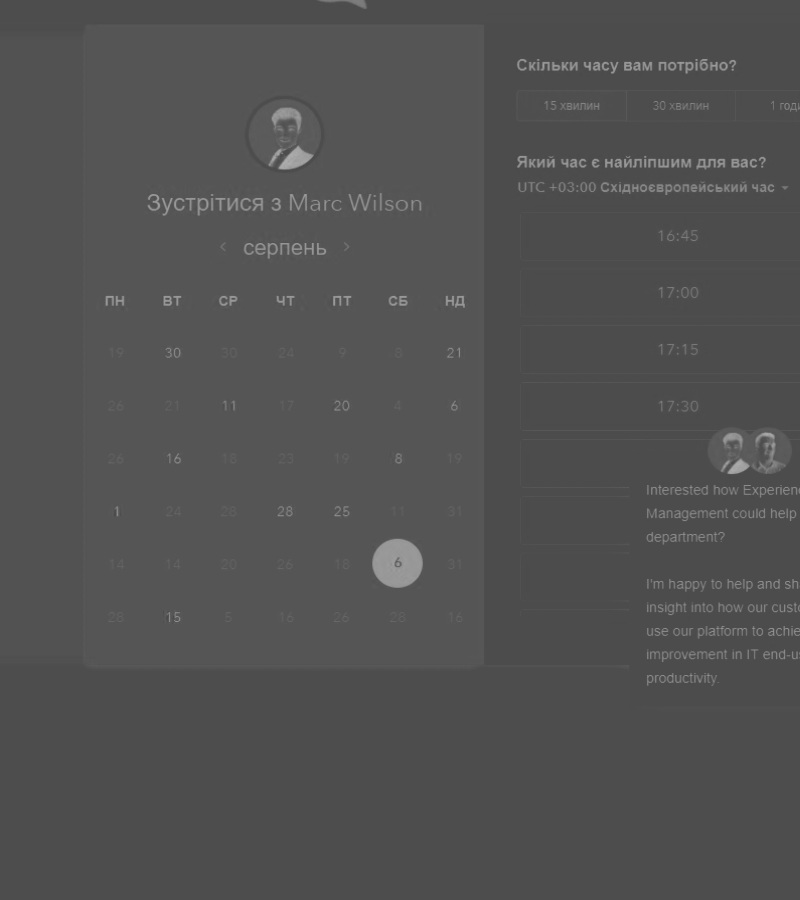 Зустрітися з Marc Wilson
серпень
ПН ВТ СР ЧТ ПТ СБ НД
19 30 30 24 9 8 21
26 21 11 17 20 4 6
26 16 18 23 19 8 19
1 24 28 28 25 11 31
14 14 20 26 18 6 31
28 15 5 16 26 28 16
Скільки часу вам потрібно?
15 хвилин 30 хвилин 1 годи
Який час є найліпшим для вас?
UTC +03:00 Східноєвропейський час
16:45
17:00
17:15
17:30
Interested how Experien
Management could help
department?
I'm happy to help and sh
insight into how our custo
use our platform to achie
improvement in IT end-us
productivity.